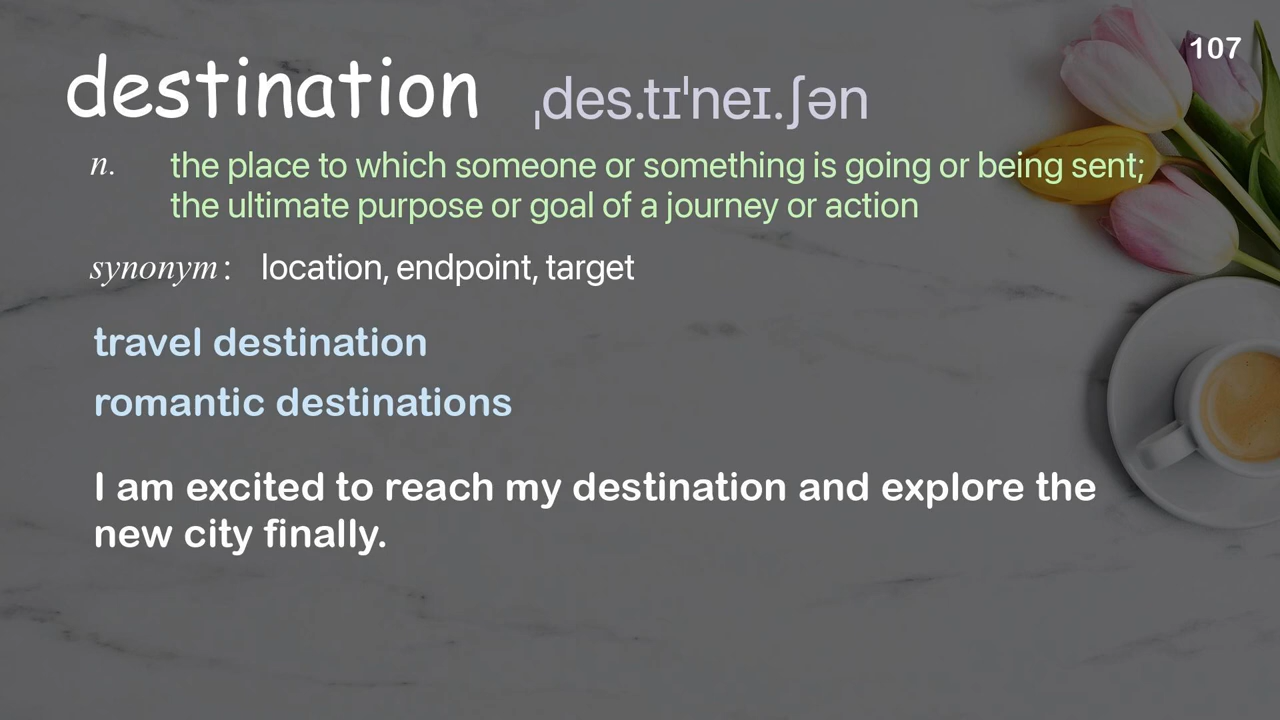 107
destination ˌdes.tɪˈneɪ.ʃən
n. the place to which someone or something is going or being sent;
the ultimate purpose or goal of a journey or action
synonym : location, endpoint, target
travel destination
romantic destinations
I am excited to reach my destination and explore the
new city finally.